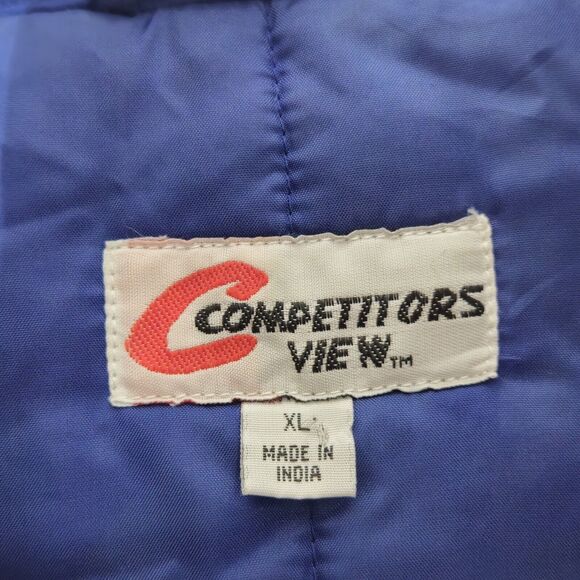 C COMPETITORS
VIEW™
XL
MADE IN
INDIA